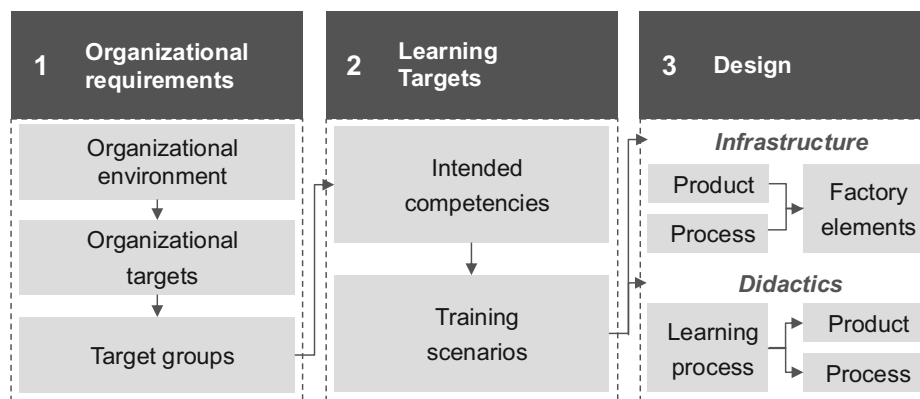 1 Organizational
requirements
Organizational
environment
Organizational
targets
Target groups
2 Learning
Targets
Intended
competencies
Training
scenarios
3 Design
Infrastructure
Product
Process
Factory
elements
Didactics
Learning
process
Product
Process